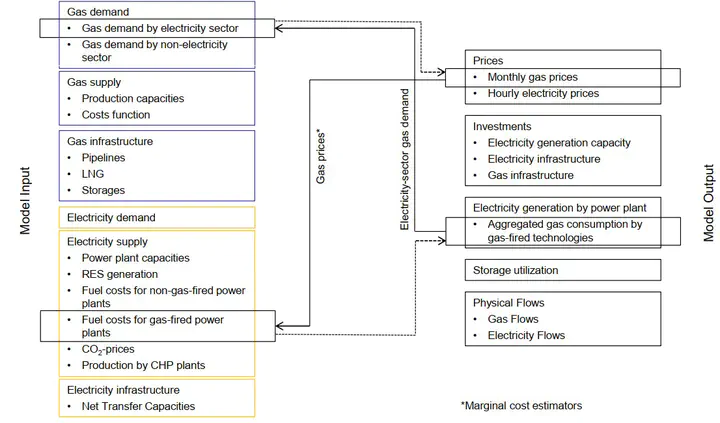 Model Input
Gas demand
• Gas demand by electricity sector
• Gas demand by non-electricity
sector
Gas supply
• Production capacities
• Costs function
Gas infrastructure
• Pipelines
• LNG
• Storages
Electricity demand
Electricity supply
• Power plant capacities
• RES generation
• Fuel costs for non-gas-fired power
plants
• Fuel costs for gas-fired power
plants
• CO2-prices
• Production by CHP plants
Electricity infrastructure
• Net Transfer Capacities
Gas prices*
Electricity-sector gas demand
Prices
• Monthly gas prices
• Hourly electricity prices
Investments
• Electricity generation capacity
• Electricity infrastructure
• Gas infrastructure
Electricity generation by power plant
• Aggregated gas consumption by
gas-fired technologies
Storage utilization
Physical Flows
• Gas Flows
• Electricity Flows
Model Output
*Marginal cost estimators